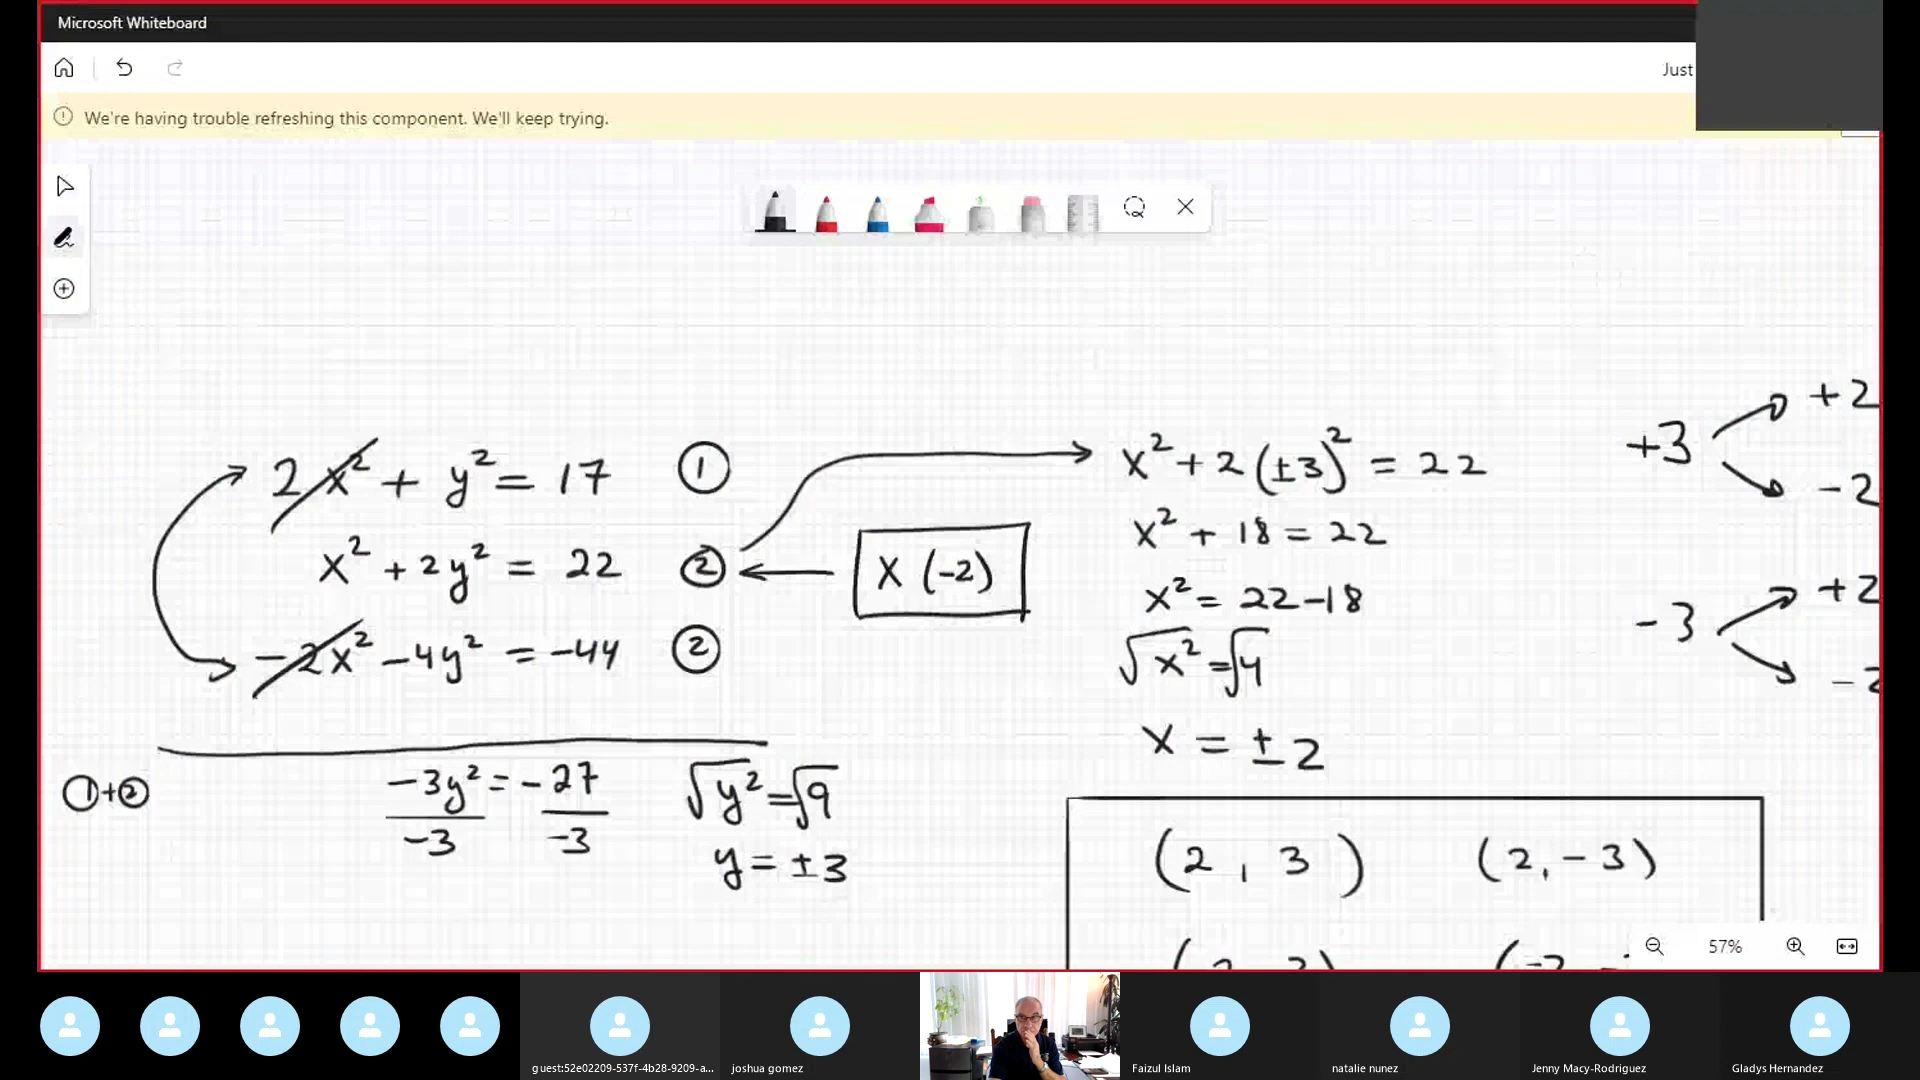 Microsoft Whiteboard
Just
We're having trouble refreshing this component. We'll keep trying.
2x² + y² = 17 ①
x² + 2y² = 22 ② X (-2)
-2x² -4y² = -44 ②
①+② -3y² = -27
-3 -3
√y² = √9
y = ±3
x² + 2(±3)² = 22
x² + 18 = 22
x² = 22-18
√x² = √4
x = ±2
+3 +2
-2
-3 +2
-2
(2, 3) (2, -3)
57%
guest:52e02209-537f-4b28-9209-a...
joshua gomez
Faizul Islam
natalie nunez
Jenny Macy-Rodriguez
Gladys Hernandez